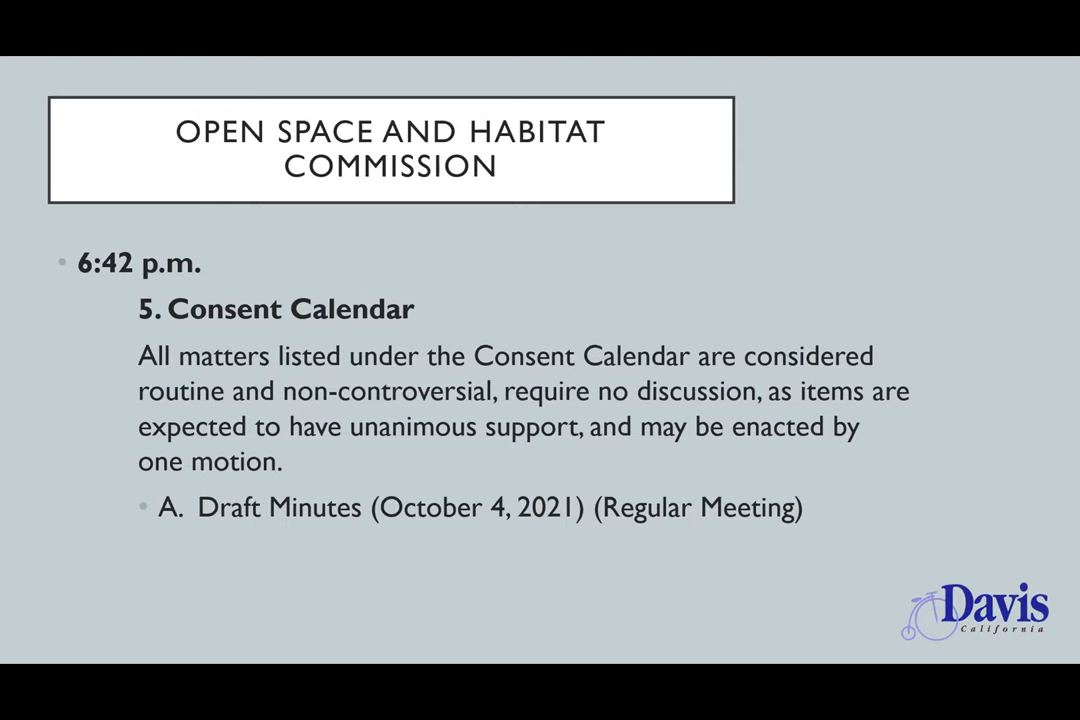 OPEN SPACE AND HABITAT
COMMISSION
• 6:42 p.m.
5. Consent Calendar
All matters listed under the Consent Calendar are considered
routine and non-controversial, require no discussion, as items are
expected to have unanimous support, and may be enacted by
one motion.
• A. Draft Minutes (October 4, 2021) (Regular Meeting)
Davis
California